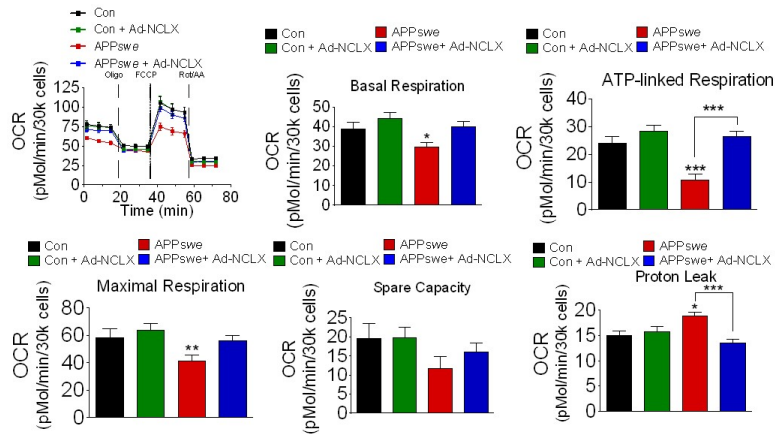 Con
Con + Ad-NCLX
APPswe
APPswe + Ad-NCLX
Oligo FCCP Rot/AA
OCR
(pMol/min/30k cells)
125
100
75
50
25
0
0 20 40 60 80
Time (min)
Con APPswe
Con + Ad-NCLX APPswe+ Ad-NCLX
Basal Respiration
OCR
(pMol/min/30k cells)
50
40
30
20
10
0
*
Con APPswe
Con + Ad-NCLX APPswe+ Ad-NCLX
ATP-linked Respiration
OCR
(pMol/min/30k cells)
40
30
20
10
0
***
***
Con APPswe
Con + Ad-NCLX APPswe+ Ad-NCLX
Maximal Respiration
OCR
(pMol/min/30k cells)
80
60
40
20
0
**
Con APPswe
Con + Ad-NCLX APPswe+ Ad-NCLX
Spare Capacity
OCR
(pMol/min/30k cells)
25
20
15
10
5
0
Con APPswe
Con + Ad-NCLX APPswe+ Ad-NCLX
Proton Leak
OCR
(pMol/min/30k cells)
20
15
10
5
0
*
***